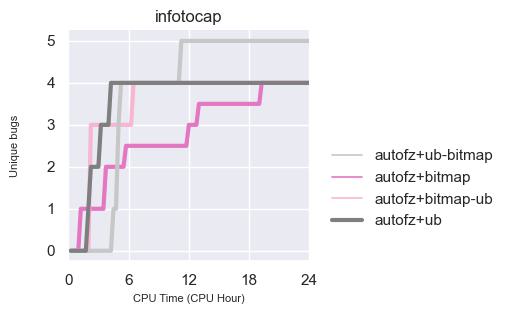 infotocap
Unique bugs
5
4
3
2
1
0
0 6 12 18 24
CPU Time (CPU Hour)
autofz+ub-bitmap
autofz+bitmap
autofz+bitmap-ub
autofz+ub